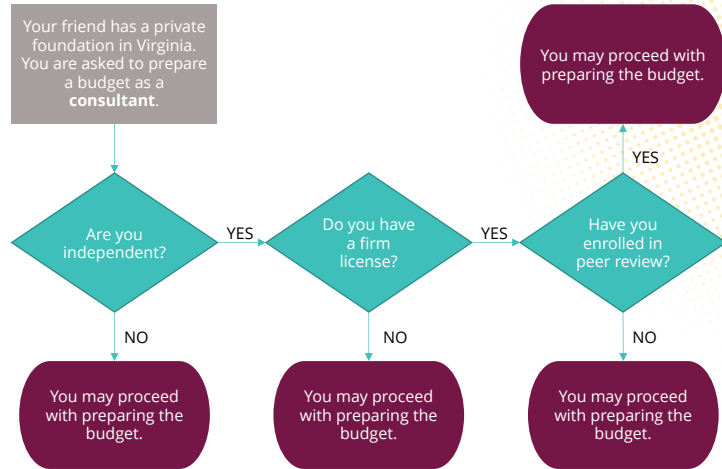 Your friend has a private
foundation in Virginia.
You are asked to prepare
a budget as a
consultant.
You may proceed with
preparing the budget.
YES
Are you
independent?
YES
Do you have
a firm
license?
YES
Have you
enrolled in
peer review?
NO
NO
NO
You may proceed
with preparing the
budget.
You may proceed
with preparing the
budget.
You may proceed
with preparing the
budget.